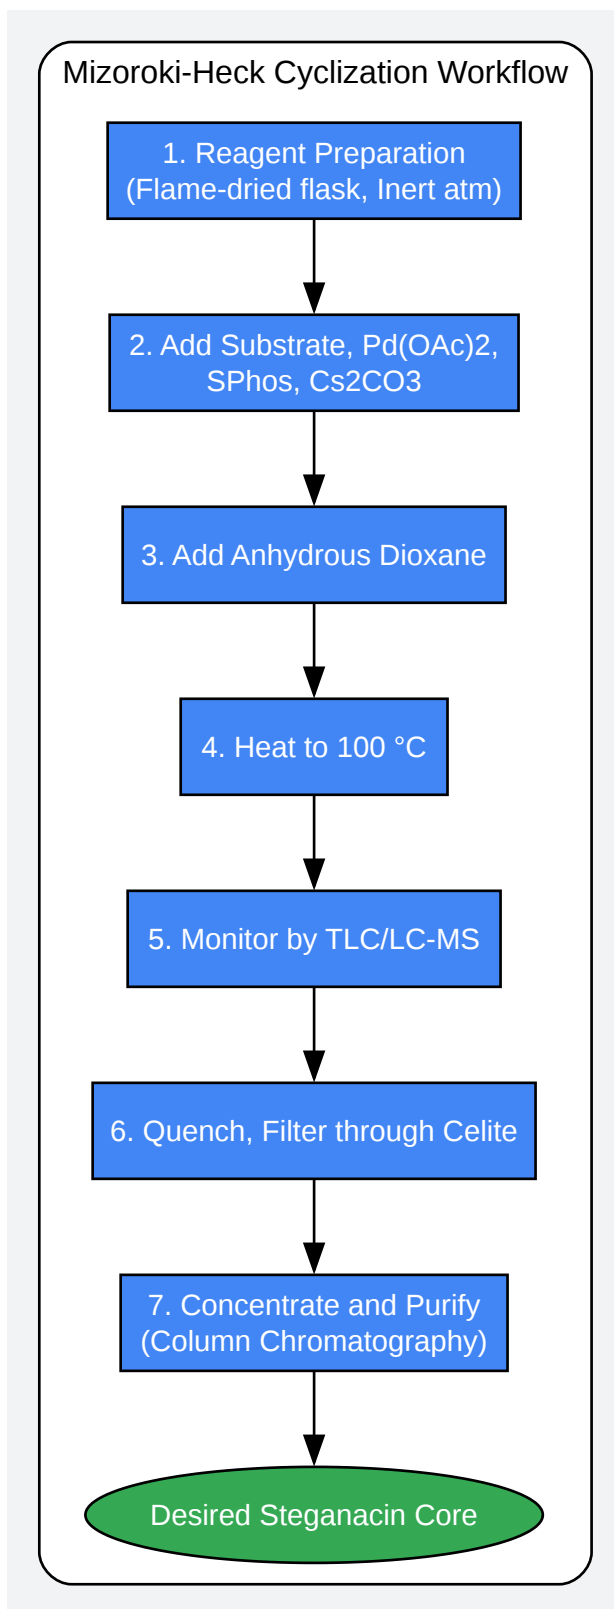 Mizoroki-Heck Cyclization Workflow
1. Reagent Preparation
(Flame-dried flask, Inert atm)
2. Add Substrate, Pd(OAc)2,
SPhos, Cs2CO3
3. Add Anhydrous Dioxane
4. Heat to 100 °C
5. Monitor by TLC/LC-MS
6. Quench, Filter through Celite
7. Concentrate and Purify
(Column Chromatography)
Desired Steganacin Core